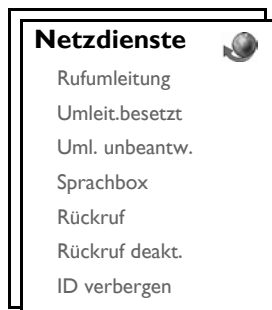 Netzdienste
Rufumleitung
Umleit.besetzt
Uml. unbeantw.
Sprachbox
Rückruf
Rückruf deakt.
ID verbergen